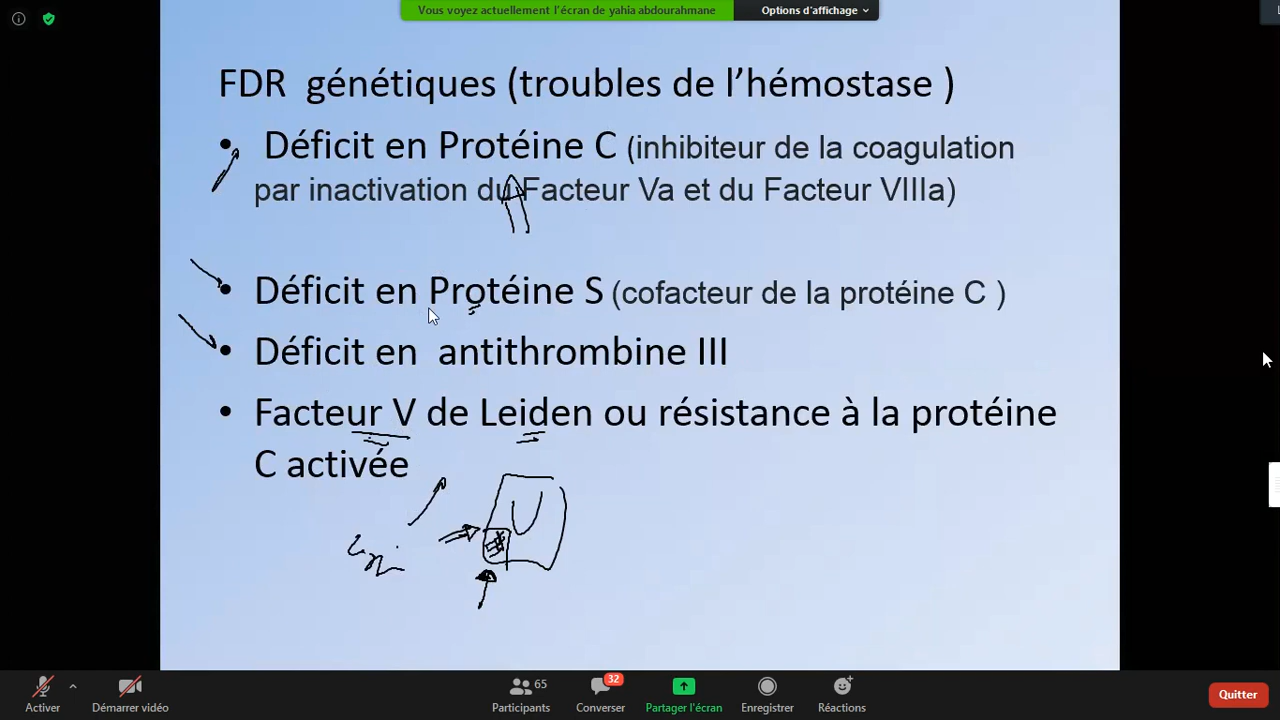 Vous voyez actuellement l'écran de yahia abdourahmane
Options d'affichage
FDR génétiques (troubles de l'hémostase )
• Déficit en Protéine C (inhibiteur de la coagulation
par inactivation du Facteur Va et du Facteur VIIIa)
• Déficit en Protéine S (cofacteur de la protéine C )
• Déficit en antithrombine III
• Facteur V de Leiden ou résistance à la protéine
C activée
Activer
Démarrer vidéo
65
Participants
32
Converser
Partager l'écran
Enregistrer
Réactions
Quitter